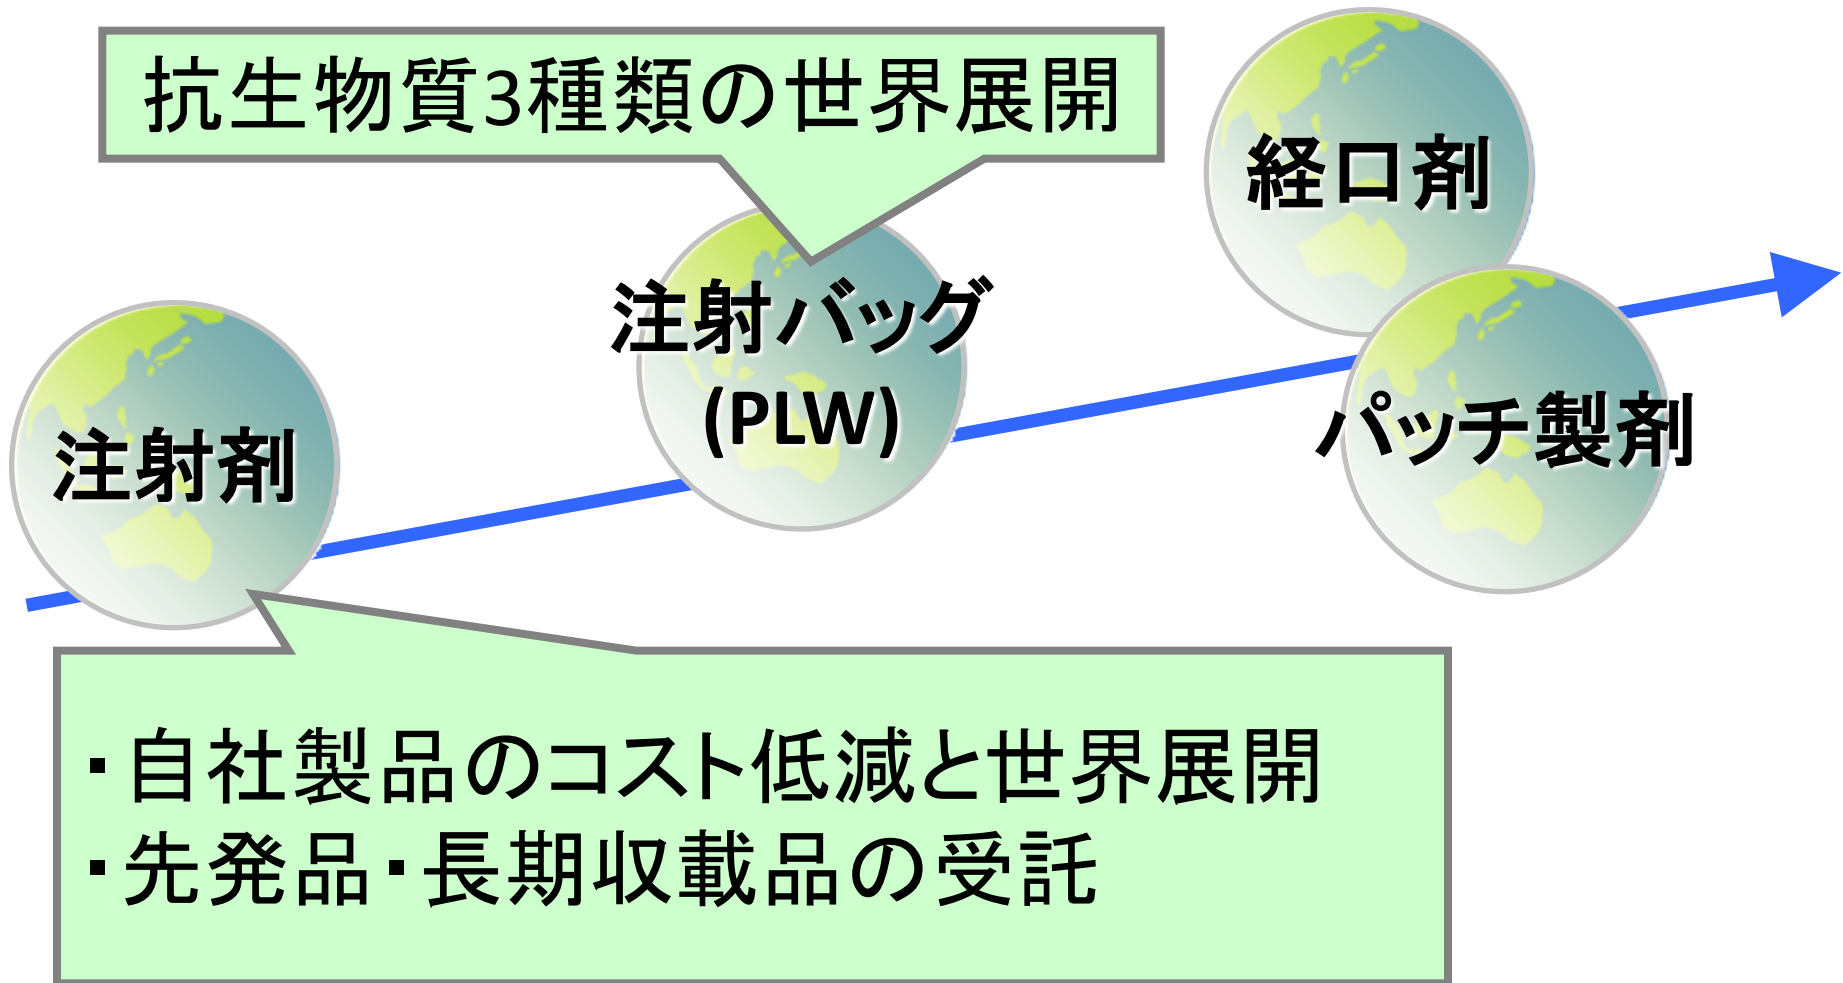 抗生物質3種類の世界展開
経口剤
注射バッグ
(PLW)
パッチ製剤
注射剤
・自社製品のコスト低減と世界展開
・先発品・長期収載品の受託